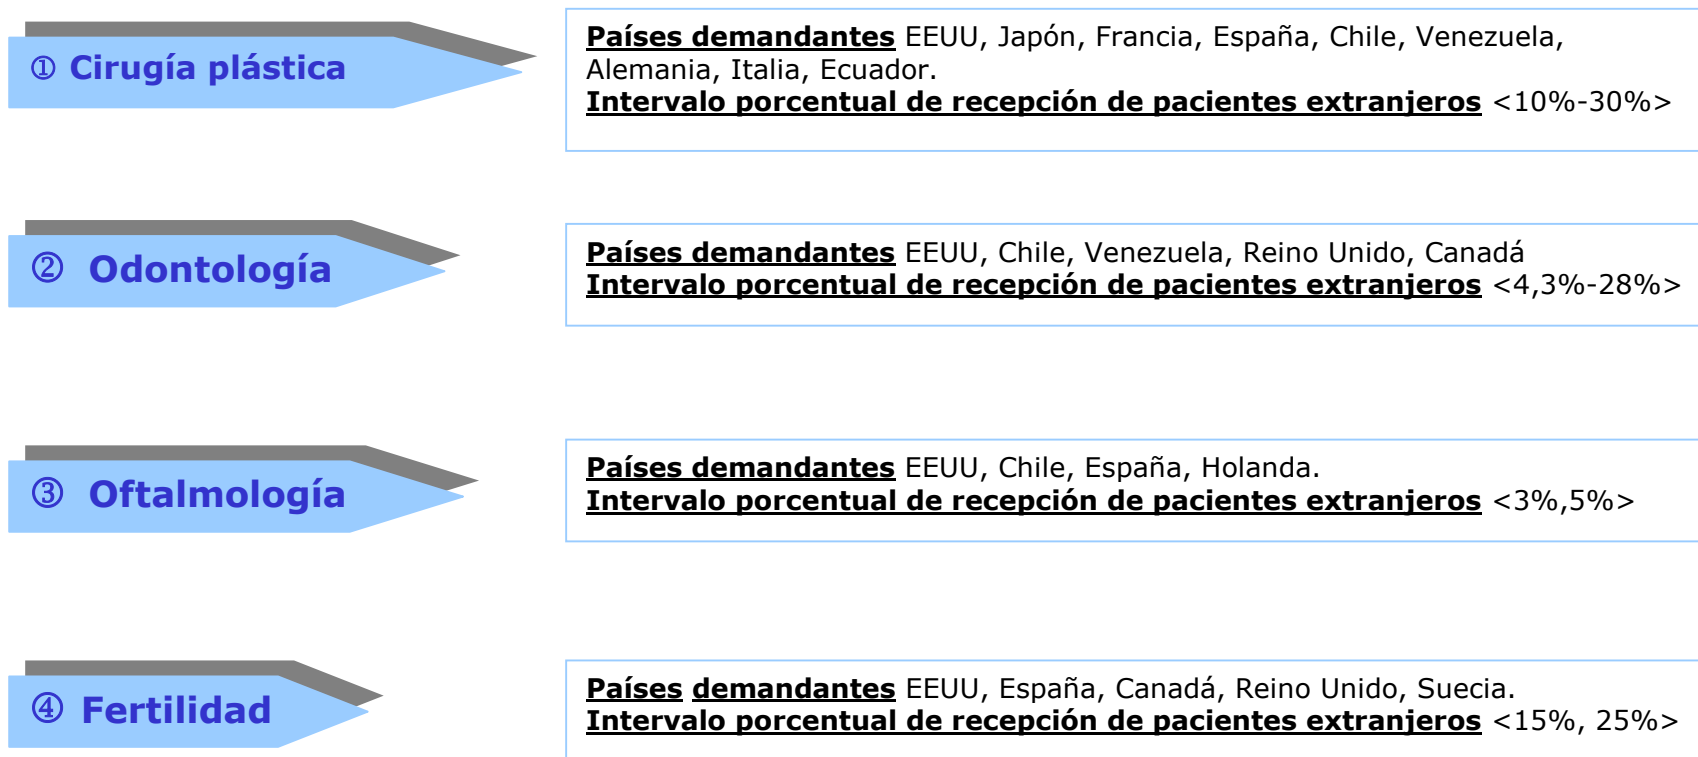 ① Cirugía plástica
Países demandantes EEUU, Japón, Francia, España, Chile, Venezuela,
Alemania, Italia, Ecuador.
Intervalo porcentual de recepción de pacientes extranjeros <10%-30%>
② Odontología
Países demandantes EEUU, Chile, Venezuela, Reino Unido, Canadá
Intervalo porcentual de recepción de pacientes extranjeros <4,3%-28%>
③ Oftalmología
Países demandantes EEUU, Chile, España, Holanda.
Intervalo porcentual de recepción de pacientes extranjeros <3%,5%>
④ Fertilidad
Países demandantes EEUU, España, Canadá, Reino Unido, Suecia.
Intervalo porcentual de recepción de pacientes extranjeros <15%, 25%>